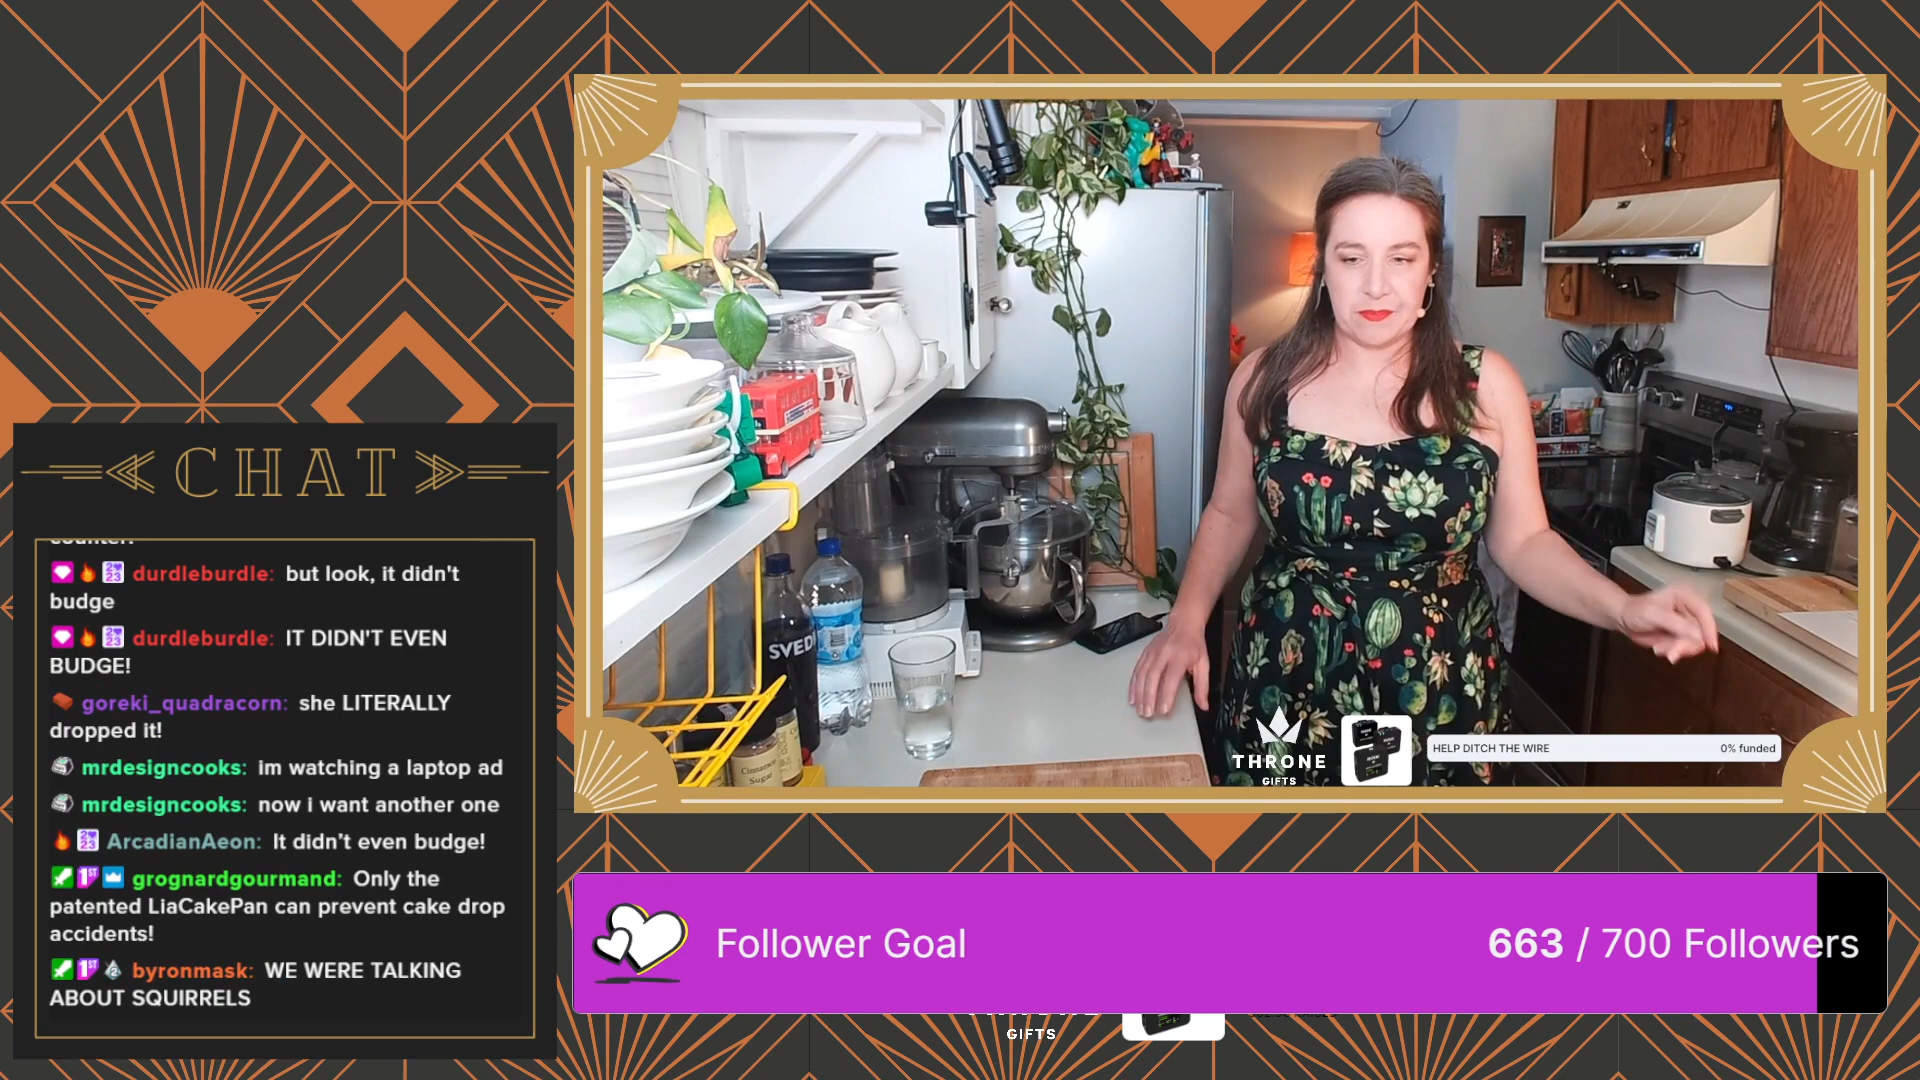 CHAT
counter.
durdleburdle: but look, it didn't
budge
durdleburdle: IT DIDN'T EVEN
BUDGE!
goreki_quadracorn: she LITERALLY
dropped it!
mrdesigncooks: im watching a laptop ad
mrdesigncooks: now i want another one
ArcadianAeon: It didn't even budge!
grognardgourmand: Only the
patented LiaCakePan can prevent cake drop
accidents!
byronmask: WE WERE TALKING
ABOUT SQUIRRELS
SVED
Cinnamon
Sugar
THRONE
GIFTS
HELP DITCH THE WIRE 0% funded
Follower Goal 663 / 700 Followers
GIFTS